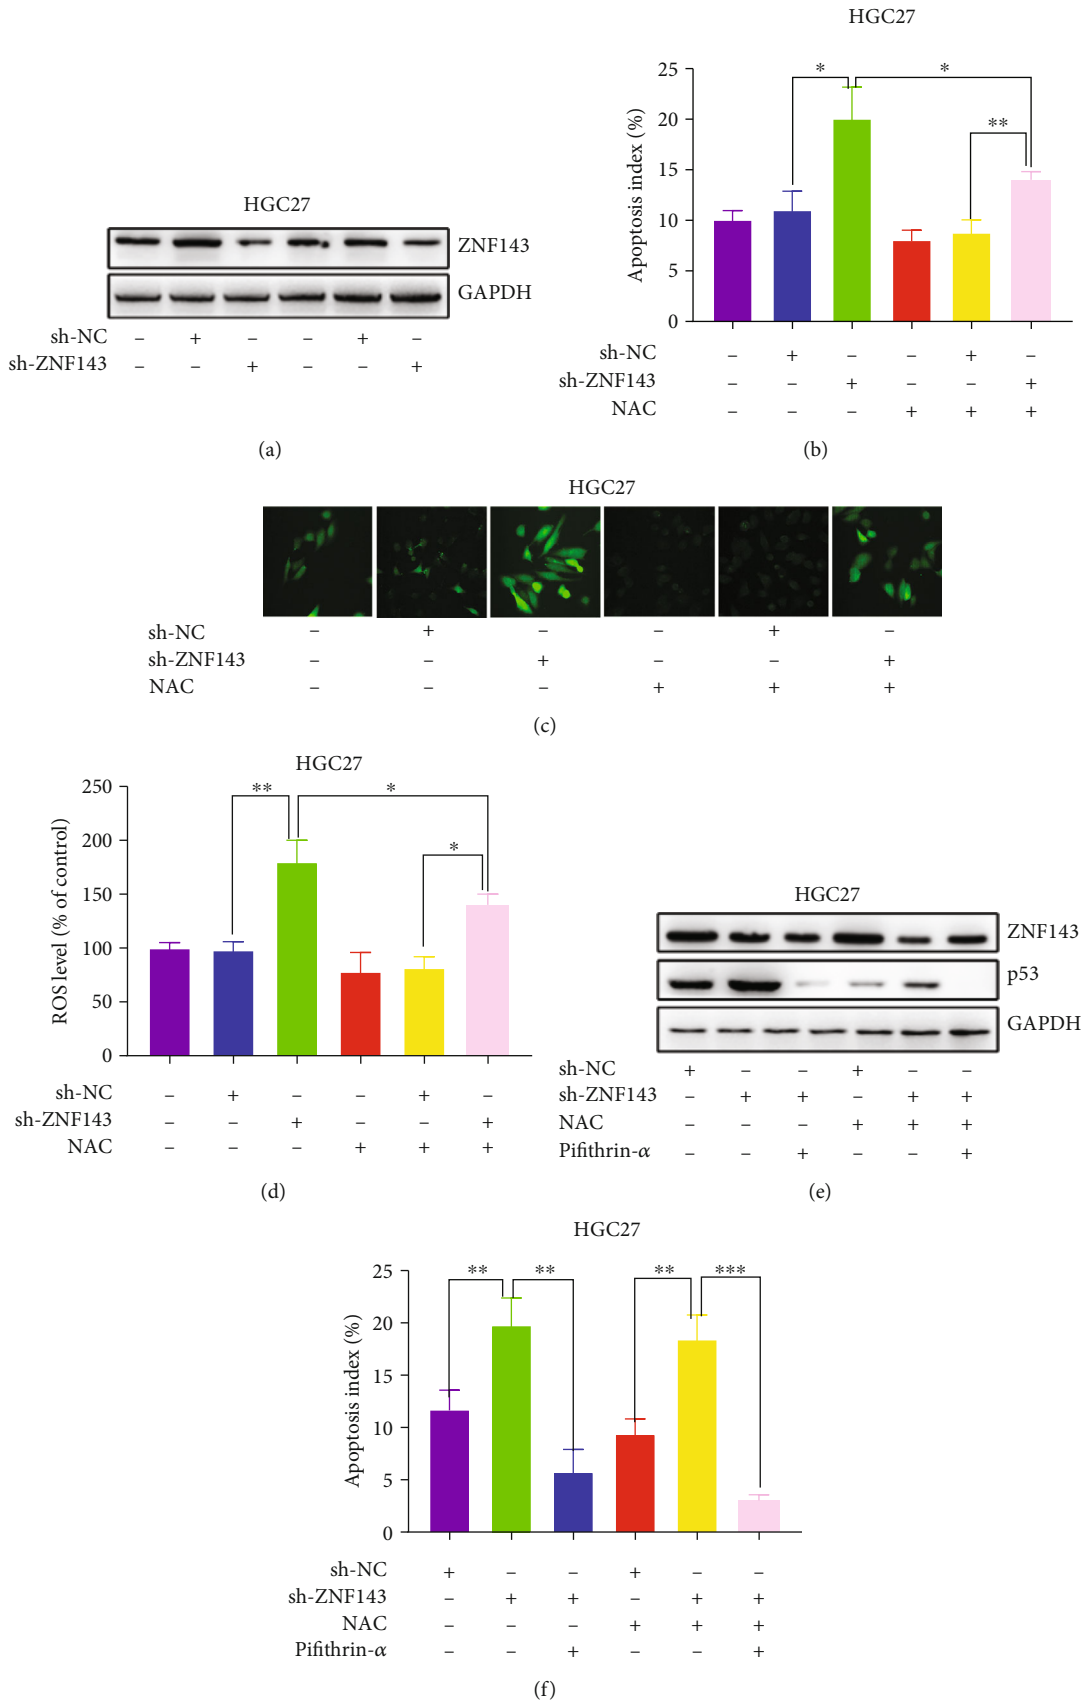 HGC27
ZNF143
GAPDH
sh-NC – + – – + –
sh-ZNF143 – – + – – +
(a)
HGC27
Apoptosis index (%)
25
20
15
10
5
0
* * **
sh-NC – + – – + –
sh-ZNF143 – – + – – +
NAC – – – + + +
(b)
HGC27
sh-NC – + – – + –
sh-ZNF143 – – + – – +
NAC – – – + + +
(c)
HGC27
ROS level (% of control)
250
200
150
100
50
0
** * *
sh-NC – + – – + –
sh-ZNF143 – – + – – +
NAC – – – + + +
(d)
HGC27
ZNF143
p53
GAPDH
sh-NC + – – + – –
sh-ZNF143 – + + – + +
NAC – – – + + +
Pifithrin-α – – + – – +
(e)
HGC27
Apoptosis index (%)
25
20
15
10
5
0
** ** ** ***
sh-NC + – – + – –
sh-ZNF143 – + + – + +
NAC – – – + + +
Pifithrin-α – – + – – +
(f)